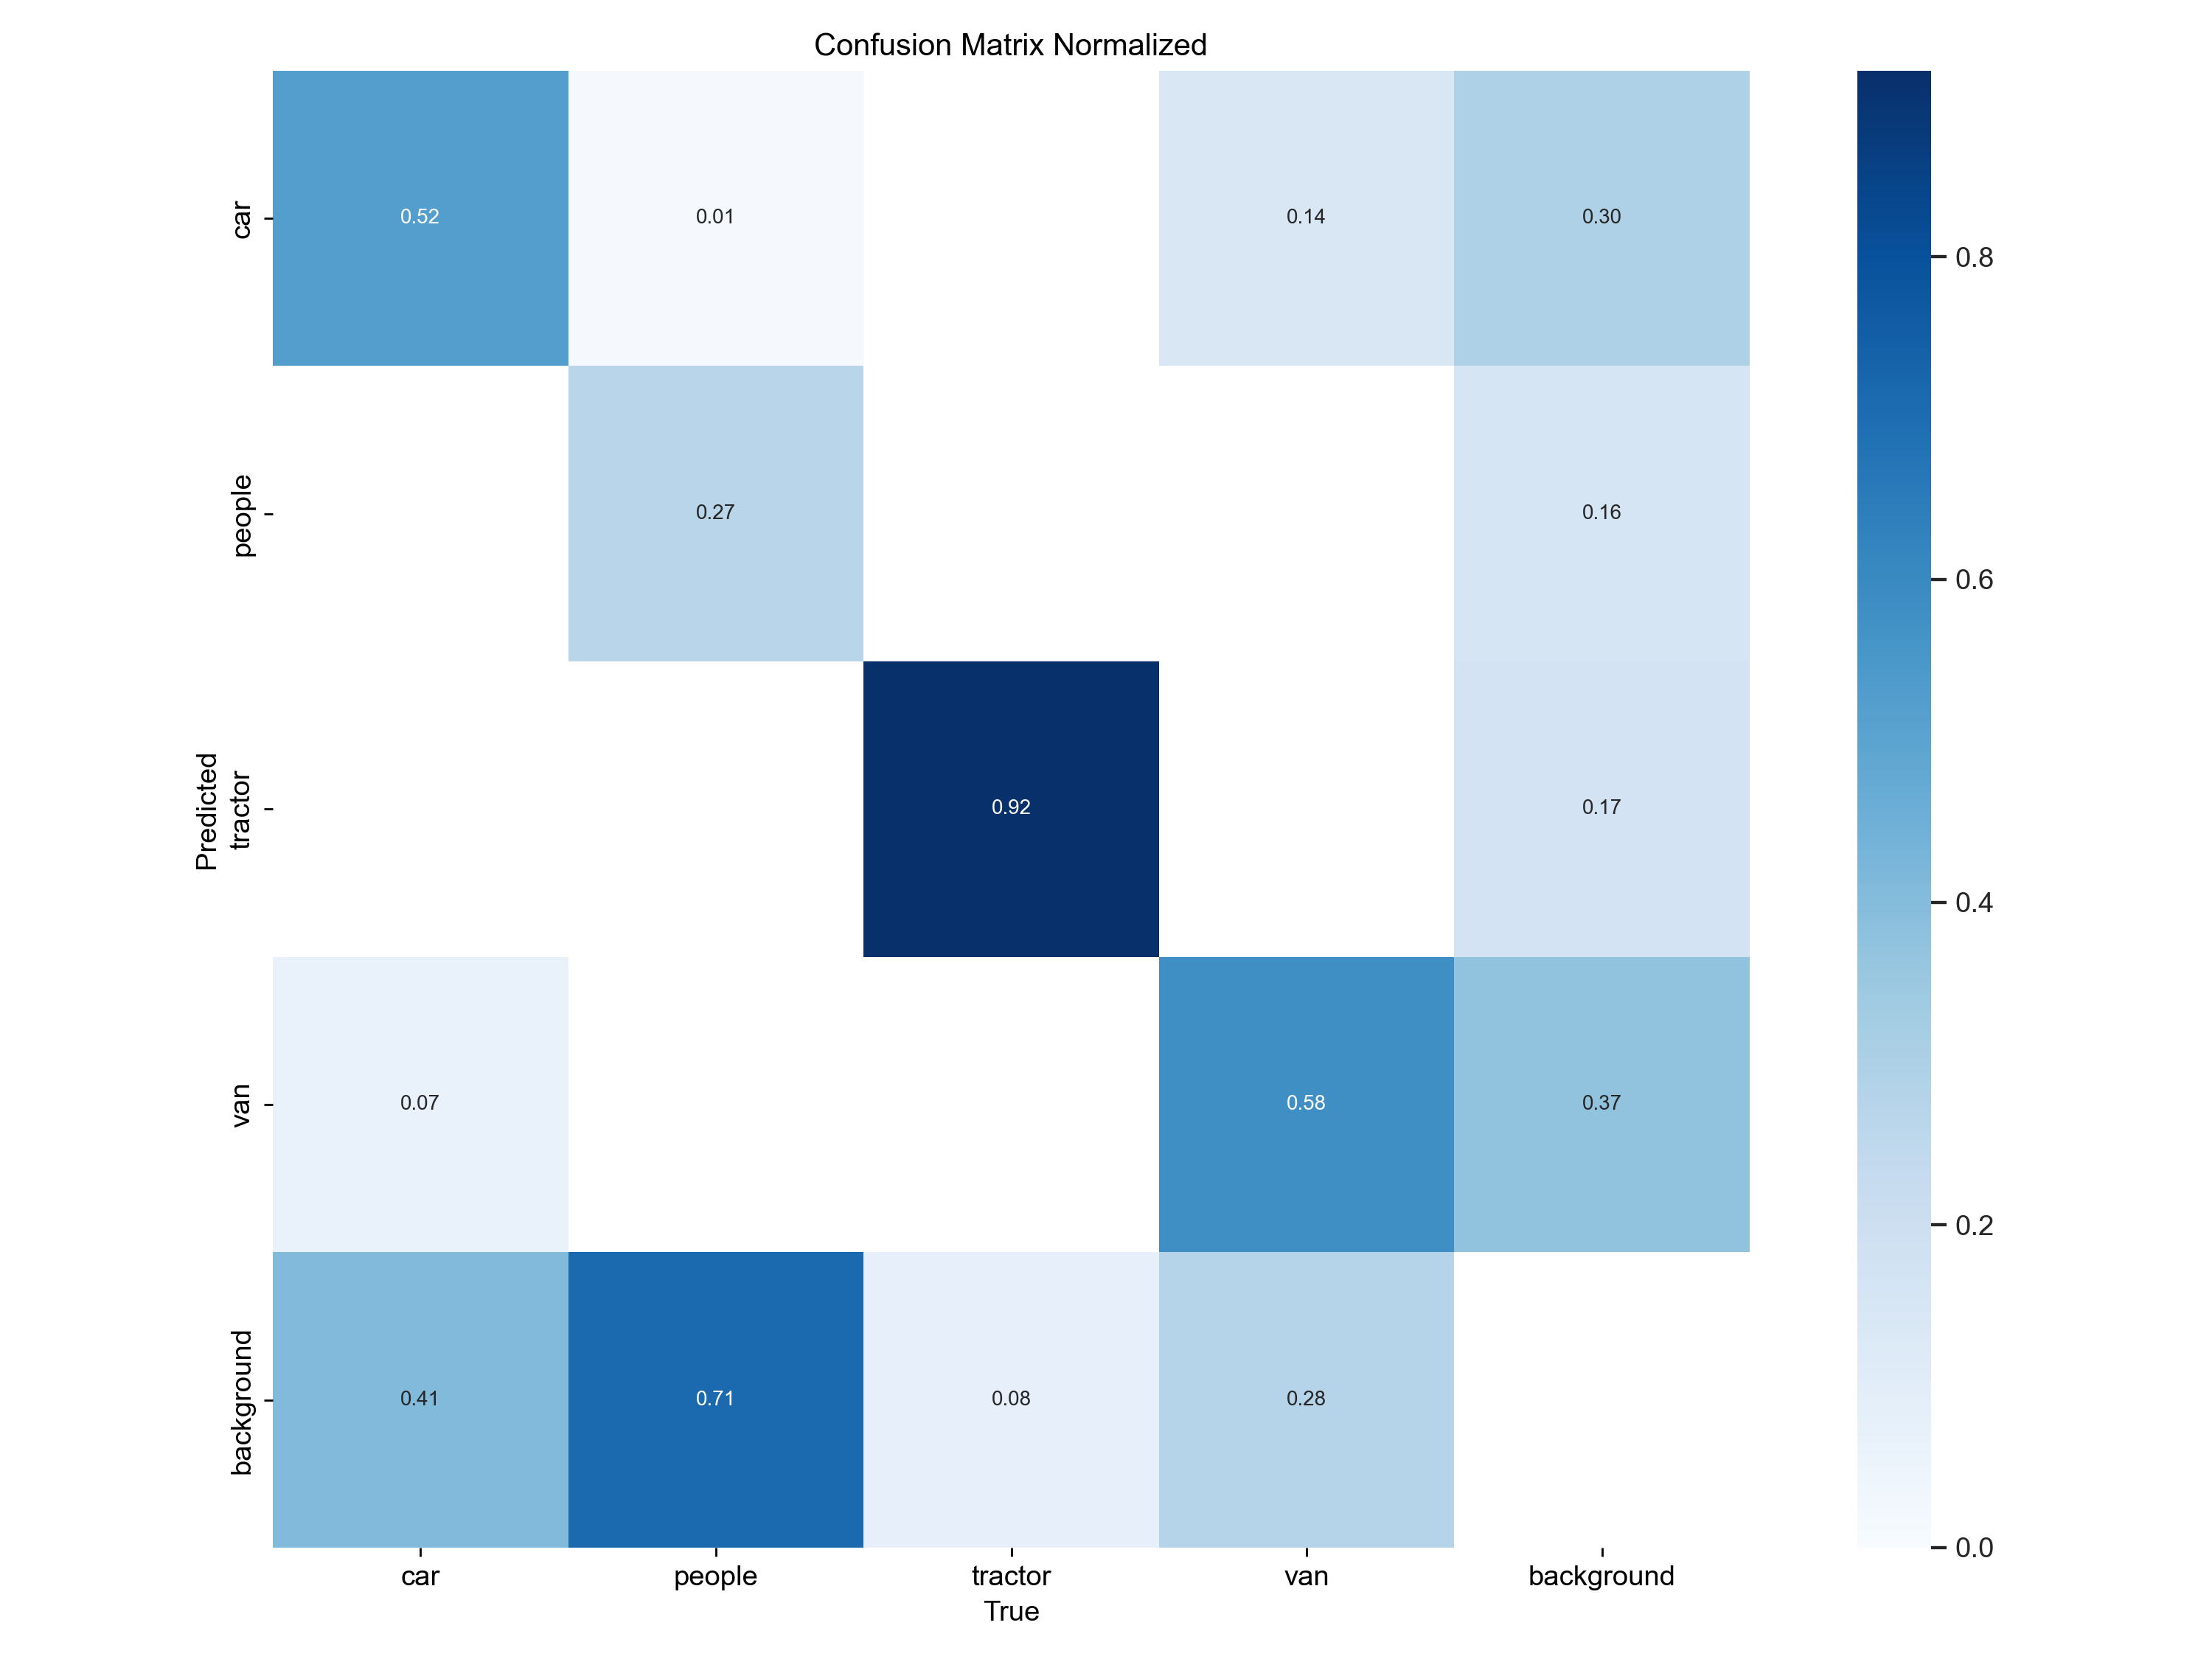 Confusion Matrix Normalized
car
0.52
0.01
0.14
0.30
people
0.27
0.16
Predicted
tractor
0.92
0.17
van
0.07
0.58
0.37
background
0.41
0.71
0.08
0.28
car
people
tractor
van
background
True
0.8
0.6
0.4
0.2
0.0